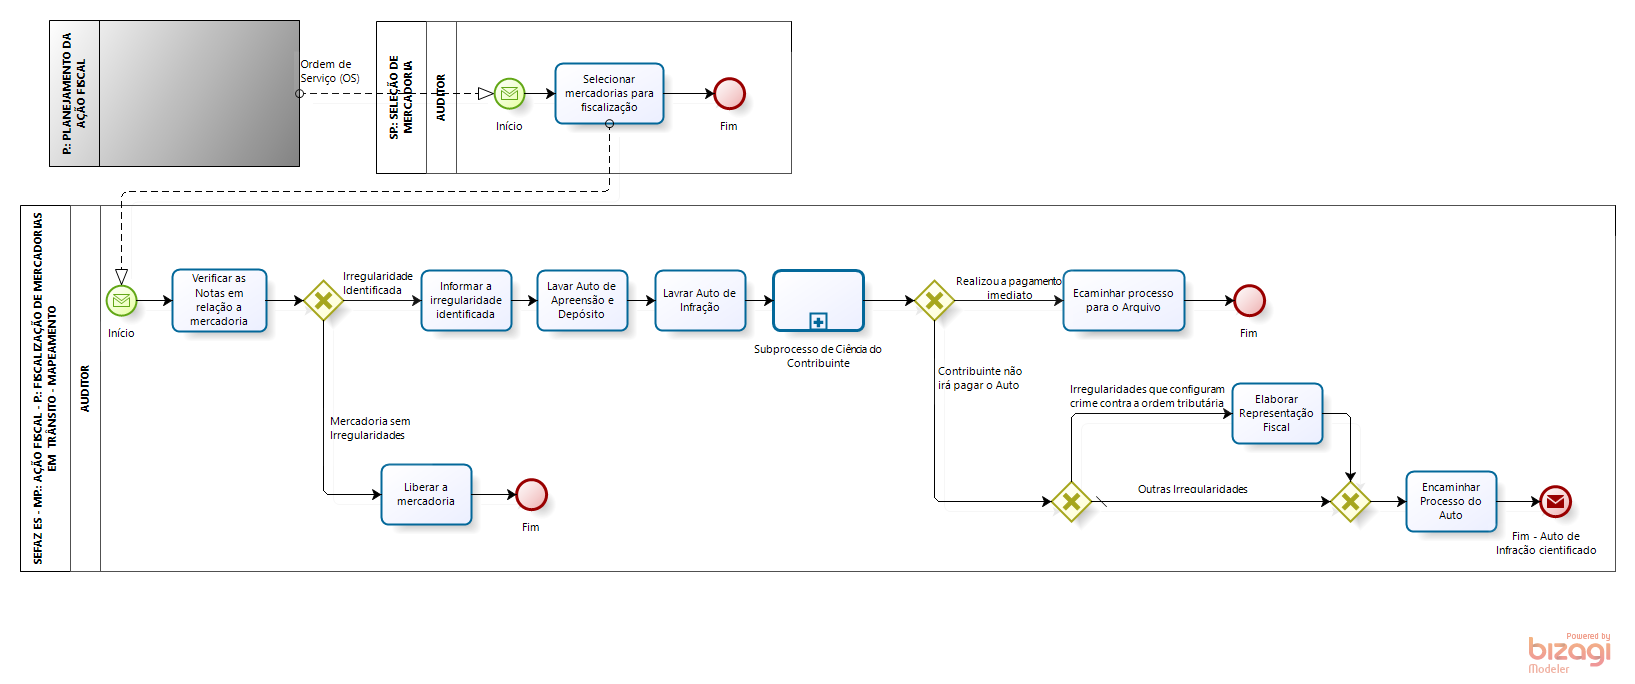 P.: PLANEJAMENTO DA
AÇÃO FISCAL
Ordem de
Serviço (OS)
SP.: SELEÇÃO DE
MERCADORIA
AUDITOR
Início
Selecionar
mercadorias para
fiscalização
Fim
SEFAZ ES - MP.: AÇÃO FISCAL - P.: FISCALIZAÇÃO DE MERCADORIAS
EM TRÂNSITO - MAPEAMENTO
AUDITOR
Início
Verificar as
Notas em
relação a
mercadoria
Irregularidade
Identificada
Informar a
irregularidade
identificada
Lavar Auto de
Apreensão e
Depósito
Lavrar Auto de
Infração
Subprocesso de Ciência do
Contribuinte
Realizou a pagamento
imediato
Ecaminhar processo
para o Arquivo
Fim
Contribuinte não
irá pagar o Auto
Irregularidades que configuram
crime contra a ordem tributária
Elaborar
Representação
Fiscal
Mercadoria sem
Irregularidades
Liberar a
mercadoria
Fim
Outras Irregularidades
Encaminhar
Processo do
Auto
Fim - Auto de
Infração cientificado
Powered by
bizagi
Modeler